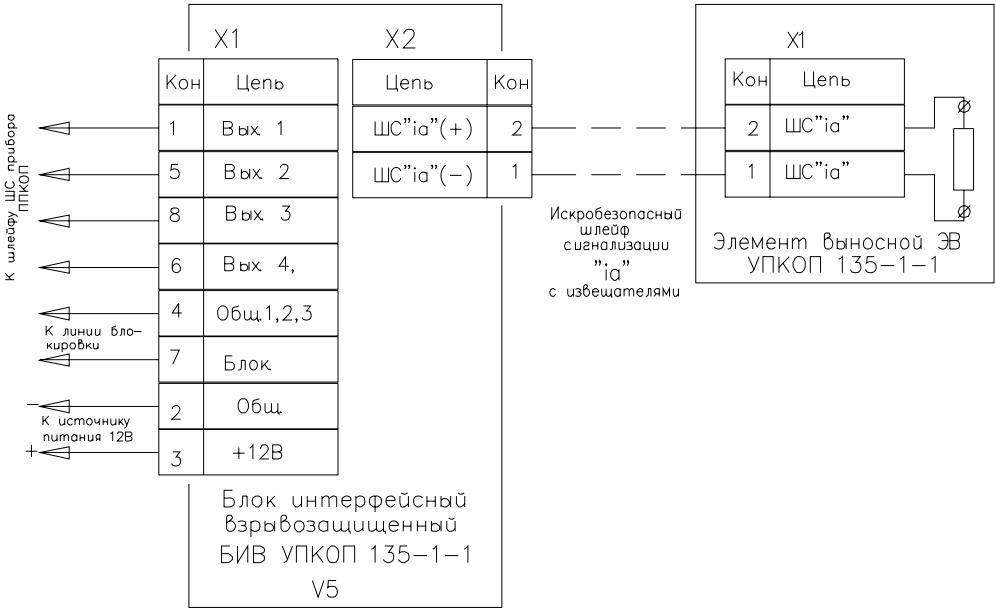 К шлейфу ШС прибора
ППКОП
X1
Кон Цепь
1 Вых. 1
5 Вых. 2
8 Вых. 3
6 Вых. 4,
4 Общ.1,2,3
7 Блок.
2 Общ.
3 +12В
К линии бло-
кировки
−
К источнику
питания 12В
+
X2
Цепь Кон
ШС"ia"(+) 2
ШС"ia"(−) 1
Блок интерфейсный
взрывозащищенный
БИВ УПКОП 135-1-1
V5
Искробезопасный
шлейф
сигнализации
"ia"
с извещателями
X1
Кон Цепь
2 ШС"ia"
1 ШС"ia"
Элемент выносной ЭВ
УПКОП 135-1-1